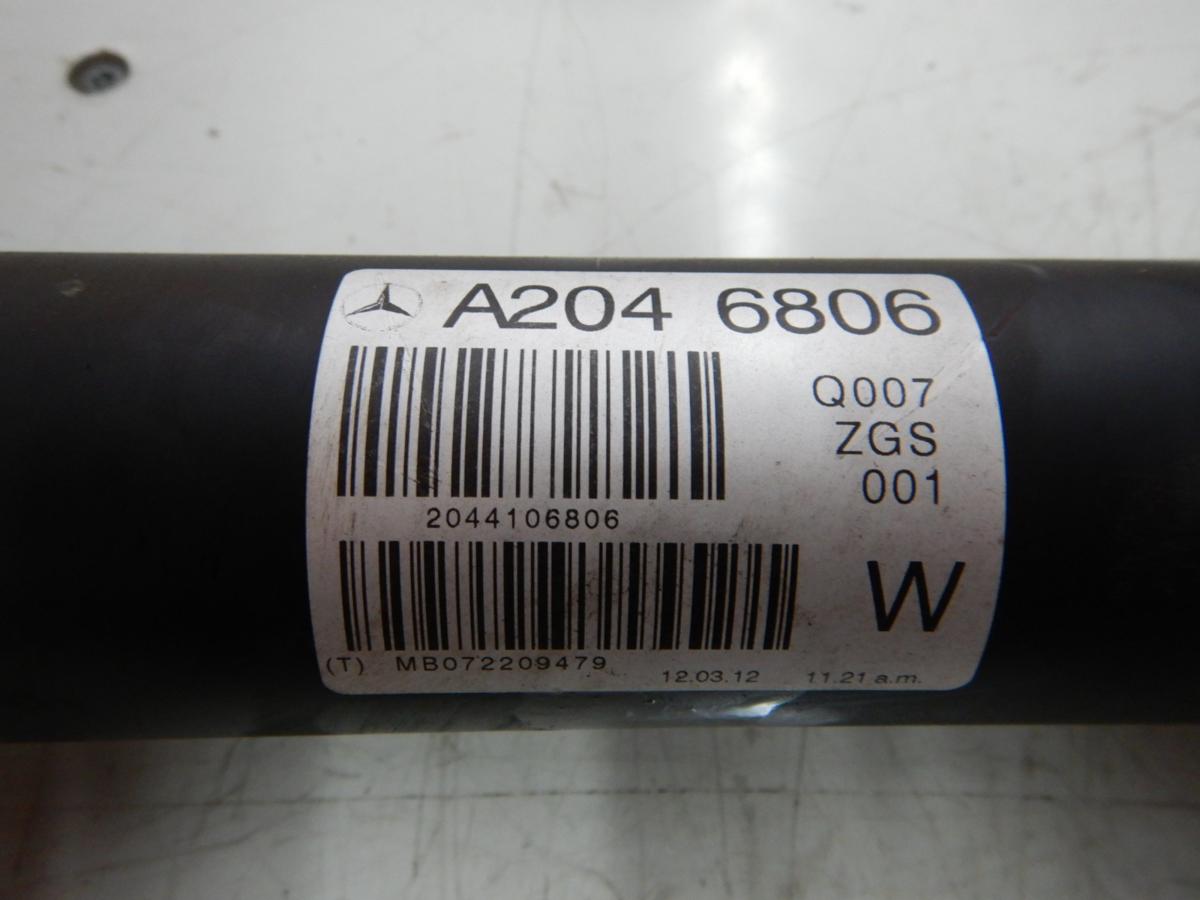 A204 6806
Q007
ZGS
001
2044106806
W
(T) MB072209479 12.03.12 11.21 a.m.